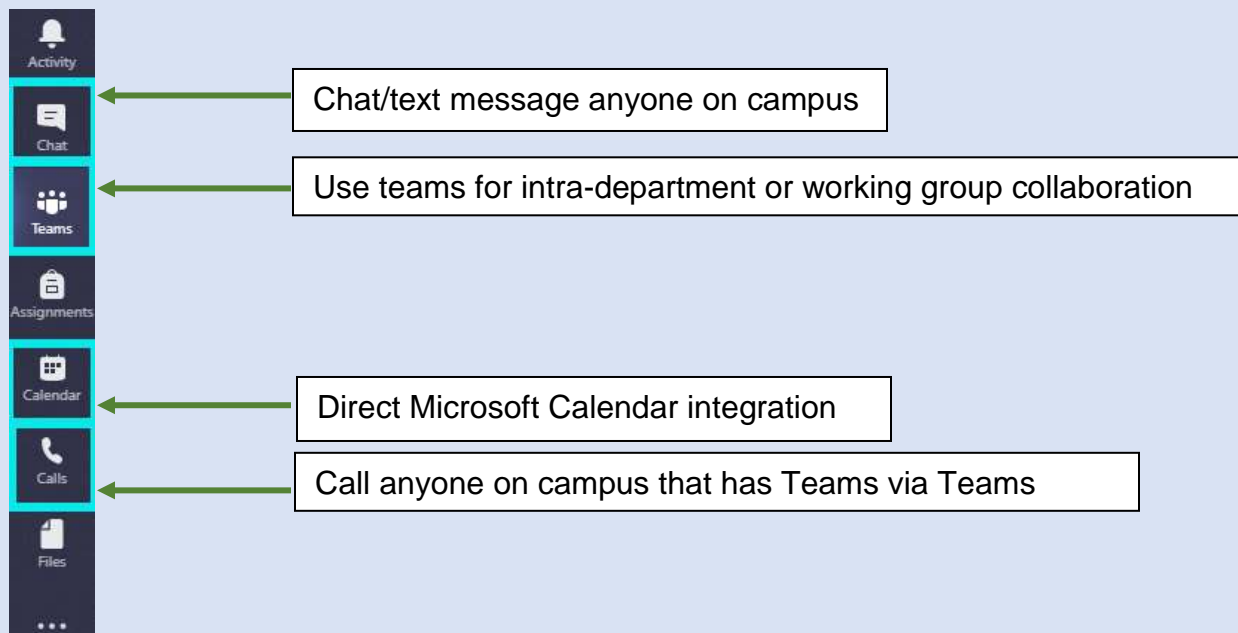 Activity
Chat/text message anyone on campus
Chat
Use teams for intra-department or working group collaboration
Teams
Assignments
Calendar
Direct Microsoft Calendar integration
Calls
Call anyone on campus that has Teams via Teams
Files